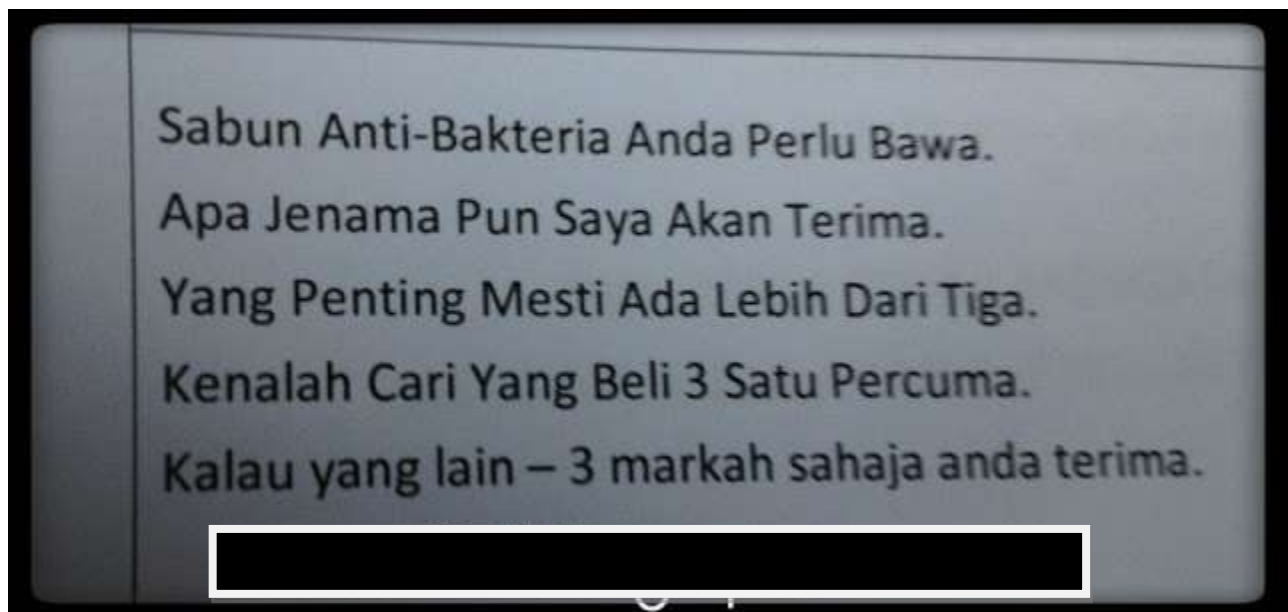 Sabun Anti-Bakteria Anda Perlu Bawa.
Apa Jenama Pun Saya Akan Terima.
Yang Penting Mesti Ada Lebih Dari Tiga.
Kenalah Cari Yang Beli 3 Satu Percuma.
Kalau yang lain – 3 markah sahaja anda terima.